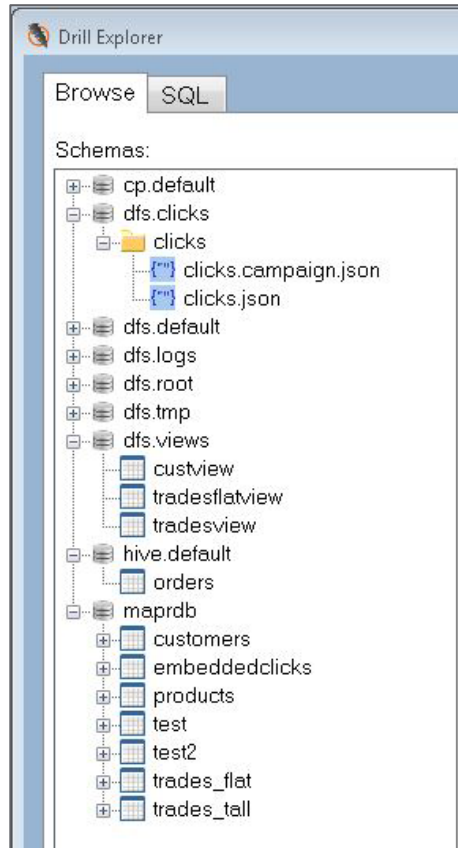 Drill Explorer
Browse SQL
Schemas:
cp.default
dfs.clicks
clicks
{""} clicks.campaign.json
{""} clicks.json
dfs.default
dfs.logs
dfs.root
dfs.tmp
dfs.views
custview
tradesflatview
tradesview
hive.default
orders
maprdb
customers
embeddedclicks
products
test
test2
trades_flat
trades_tall